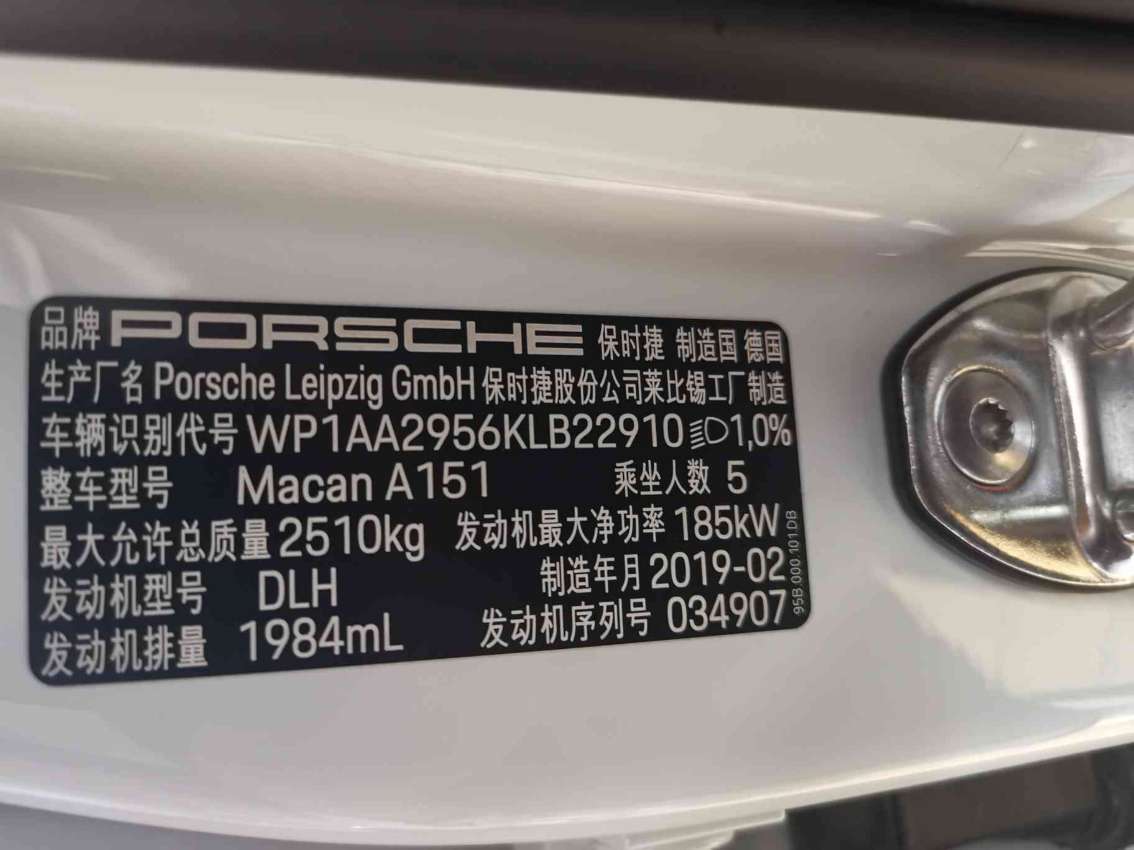 品牌 PORSCHE 保时捷 制造国 德国
生产厂名 Porsche Leipzig GmbH 保时捷股份公司莱比锡工厂制造
车辆识别代号 WP1AA2956KLB22910 1,0%
整车型号 Macan A151 乘坐人数 5
最大允许总质量 2510kg 发动机最大净功率 185kW
发动机型号 DLH 制造年月 2019-02
发动机排量 1984mL 发动机序列号 034907
95B.000.101.DB